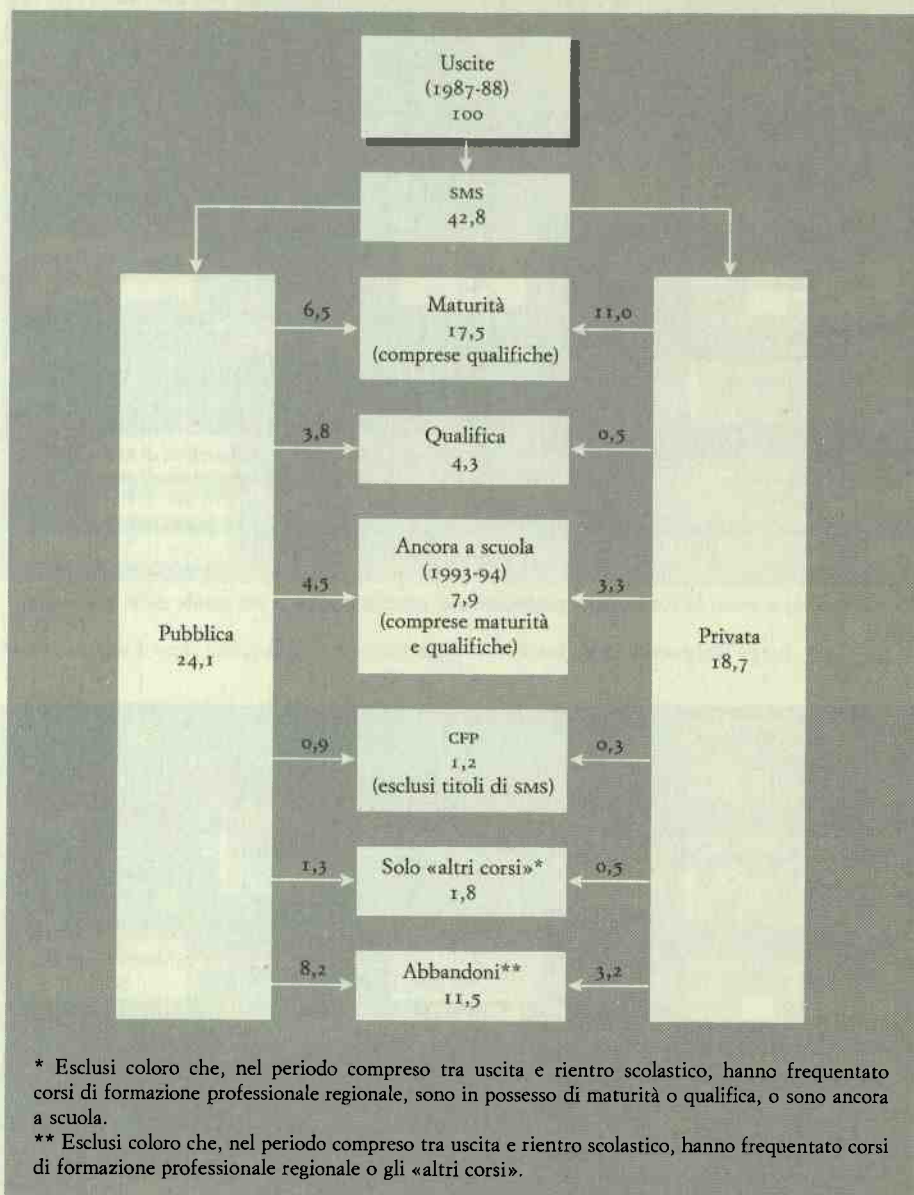 Uscite
(1987-88)
100
SMS
42,8
6,5
Maturità
17,5
(comprese qualifiche)
11,0
3,8
Qualifica
4,3
0,5
4,5
Ancora a scuola
(1993-94)
7,9
(comprese maturità
e qualifiche)
3,3
Pubblica
24,1
Privata
18,7
0,9
CFP
1,2
(esclusi titoli di SMS)
0,3
1,3
Solo «altri corsi»*
1,8
0,5
8,2
Abbandoni**
11,5
3,2
* Esclusi coloro che, nel periodo compreso tra uscita e rientro scolastico, hanno frequentato
corsi di formazione professionale regionale, sono in possesso di maturità o qualifica, o sono ancora
a scuola.
** Esclusi coloro che, nel periodo compreso tra uscita e rientro scolastico, hanno frequentato corsi
di formazione professionale regionale o gli «altri corsi».